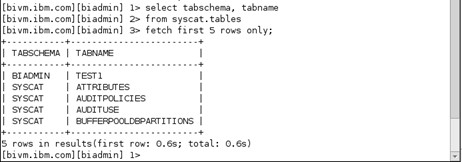 [bivm.ibm.com][biadmin] 1> select tabschema, tabname
[bivm.ibm.com][biadmin] 2> from syscat.tables
[bivm.ibm.com][biadmin] 3> fetch first 5 rows only;
+-----------+--------------------+
| TABSCHEMA | TABNAME            |
+-----------+--------------------+
| BIADMIN   | TEST1              |
| SYSCAT    | ATTRIBUTES         |
| SYSCAT    | AUDITPOLICIES      |
| SYSCAT    | AUDITUSE           |
| SYSCAT    | BUFFERPOOLDBPARTITIONS |
+-----------+--------------------+
5 rows in results(first row: 0.6s; total: 0.6s)
[bivm.ibm.com][biadmin] 1>